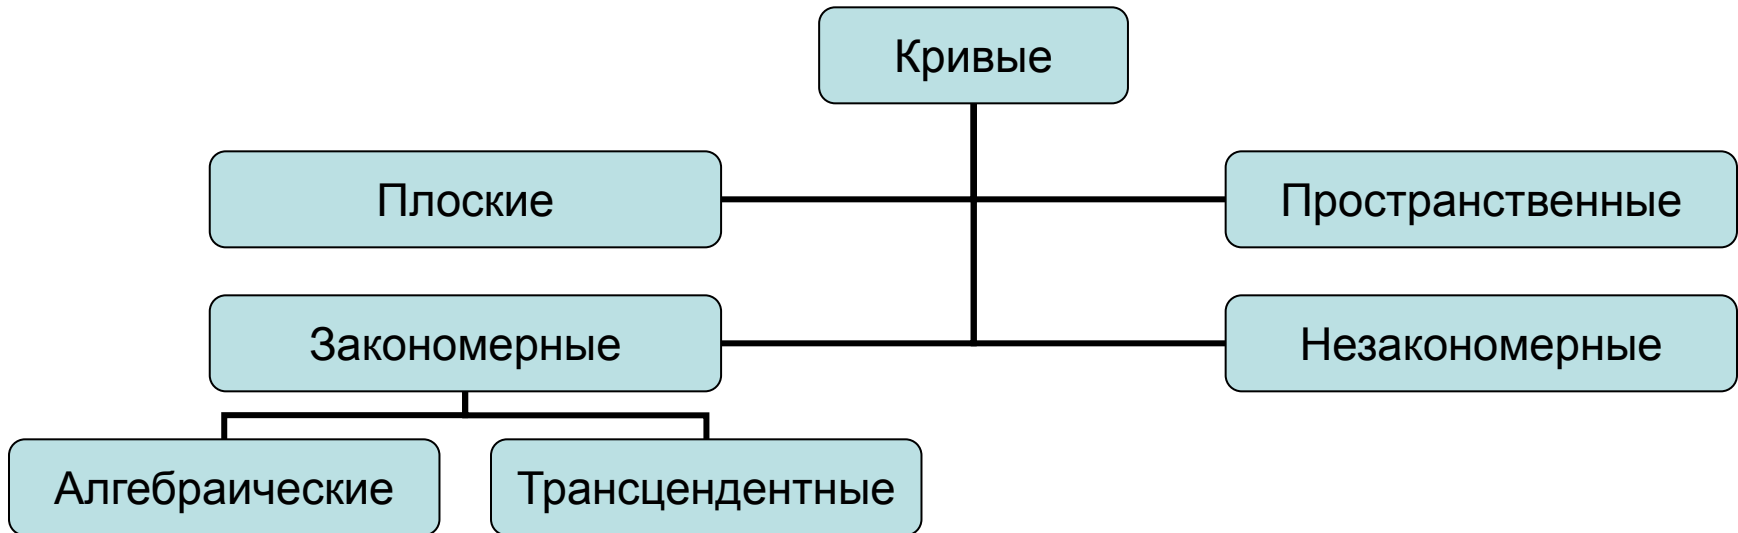 Кривые
Плоские
Пространственные
Закономерные
Незакономерные
Алгебраические
Трансцендентные